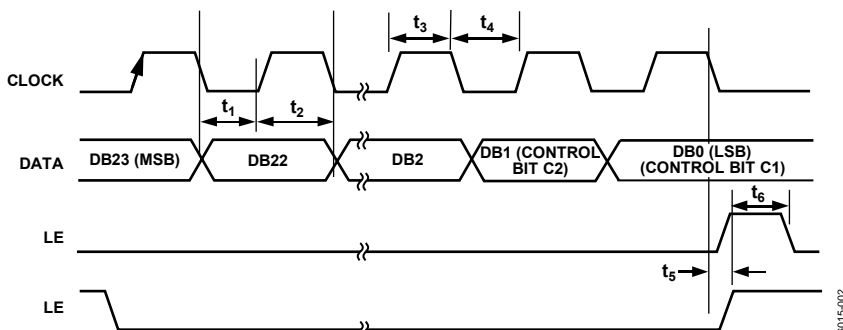 t3
t4
CLOCK
t1
t2
DATA
DB23 (MSB)
DB22
DB2
DB1 (CONTROL
BIT C2)
DB0 (LSB)
(CONTROL BIT C1)
t6
LE
t5
LE